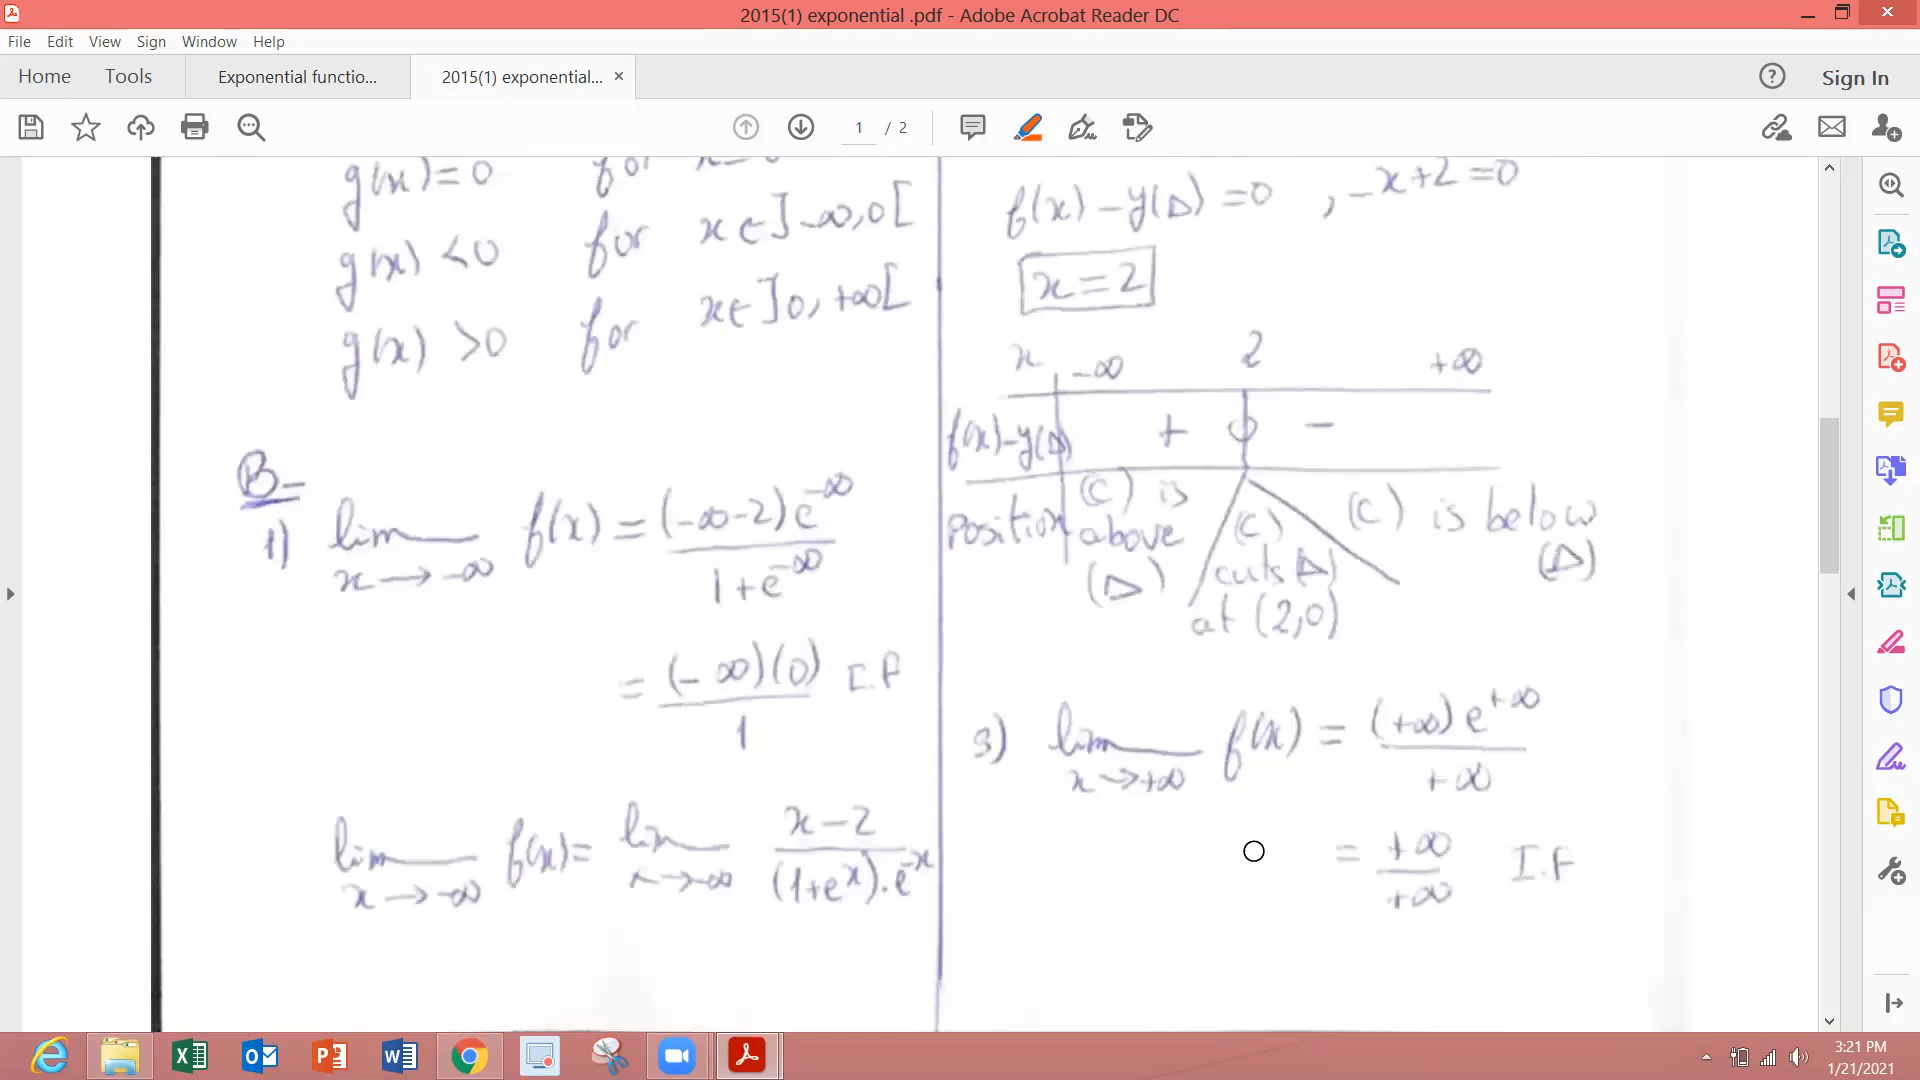 2015(1) exponential .pdf - Adobe Acrobat Reader DC
File Edit View Sign Window Help
Home Tools Exponential functio... 2015(1) exponential... × Sign In
1 / 2
g(x) = 0 for
g(x) < 0 for x ∈ ]-∞, 0[
g(x) > 0 for x ∈ ]0, +∞[
B-
1) lim x→-∞ f(x) = (-∞-2)e^-∞ / 1+e^-∞
= (-∞)(0) / 1 I.F
lim x→-∞ f(x) = lim x→-∞ x-2 / (1+e^x).e^-x
f(x) - y(Δ) = 0 , -x+2 = 0
x = 2
x -∞ 2 +∞
f(x)-y(Δ) + 0 -
position (C) is above (Δ) (C) cuts (Δ) at (2,0) (C) is below (Δ)
3) lim x→+∞ f(x) = (+∞)e^+∞ / +∞
= +∞ / +∞ I.F
3:21 PM
1/21/2021